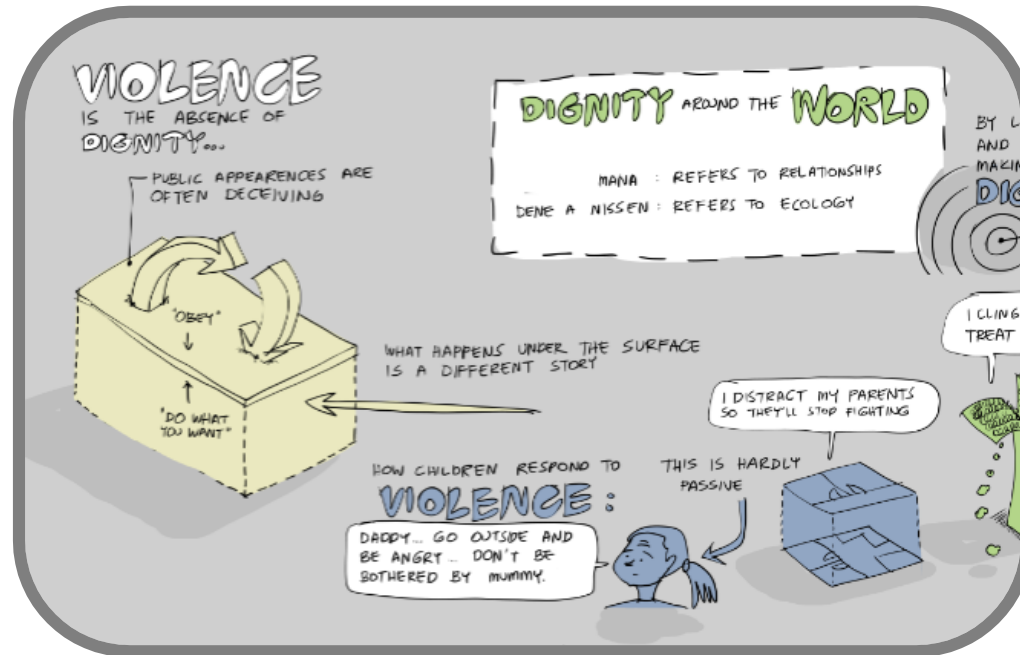 VIOLENCE
IS THE ABSENCE OF
DIGNITY...
PUBLIC APPEARENCES ARE
OFTEN DECEIVING
"OBEY"
"DO WHAT
YOU WANT"
WHAT HAPPENS UNDER THE SURFACE
IS A DIFFERENT STORY
DIGNITY AROUND THE WORLD
MANA : REFERS TO RELATIONSHIPS
DENE A NISSEN : REFERS TO ECOLOGY
BY
AND
MAKIN
DIG
I CLING
TREAT
I DISTRACT MY PARENTS
SO THEY'LL STOP FIGHTING
HOW CHILDREN RESPOND TO
VIOLENCE :
THIS IS HARDLY
PASSIVE
DADDY... GO OUTSIDE AND
BE ANGRY... DON'T BE
BOTHERED BY mummy.